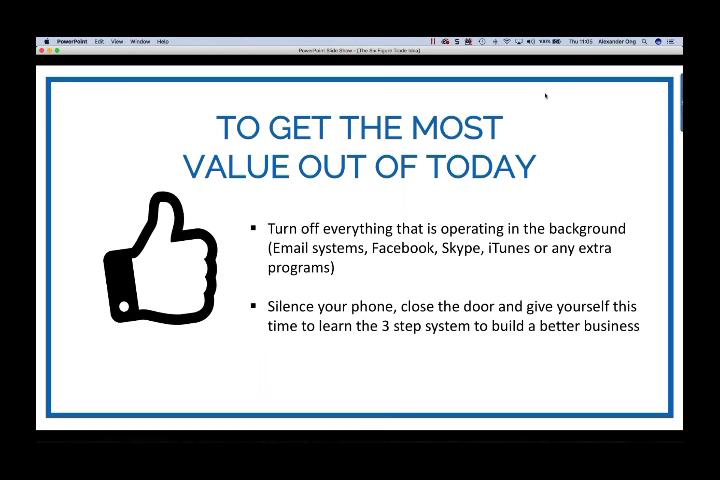 PowerPoint Edit View Window Help 100% Thu 11:05 Alexander Ong
PowerPoint Slide Show - [The Six Figure Trade Idea]
TO GET THE MOST
VALUE OUT OF TODAY
▪ Turn off everything that is operating in the background
(Email systems, Facebook, Skype, iTunes or any extra
programs)
▪ Silence your phone, close the door and give yourself this
time to learn the 3 step system to build a better business